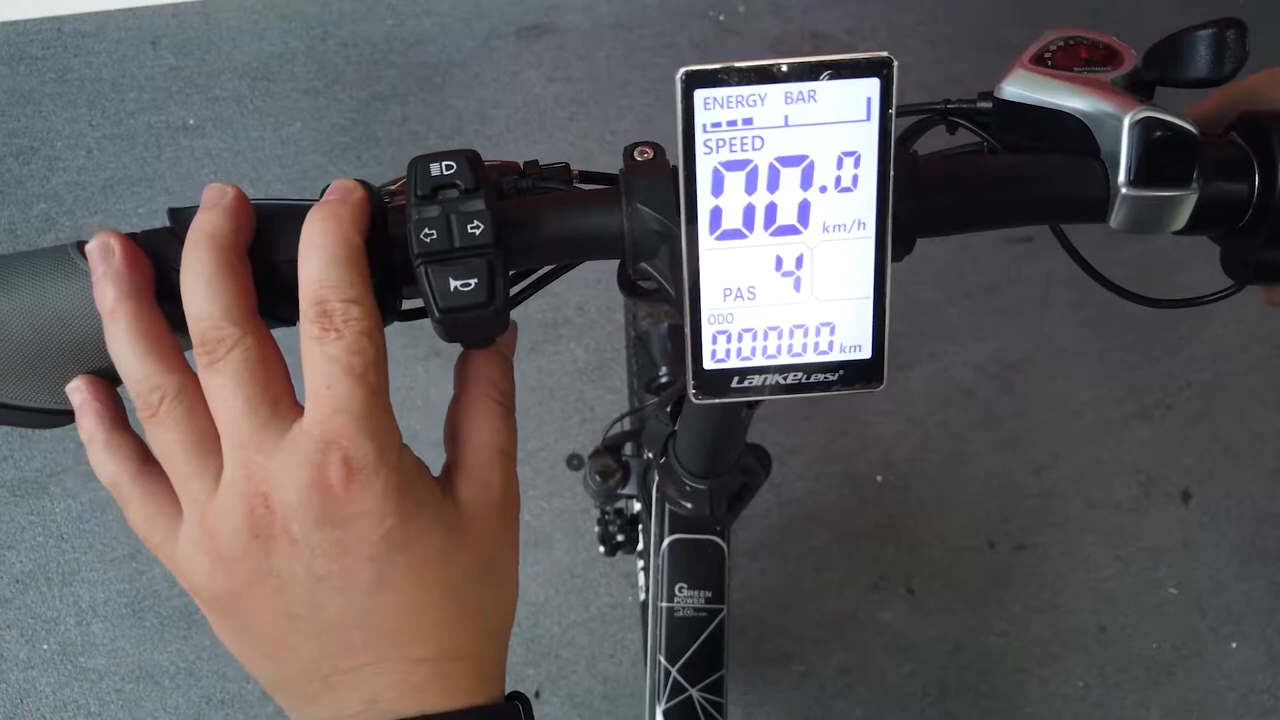 ENERGY BAR
SPEED
00.0
km/h
PAS 4
ODO
00000 km
LANKELEISI
GREEN
POWER